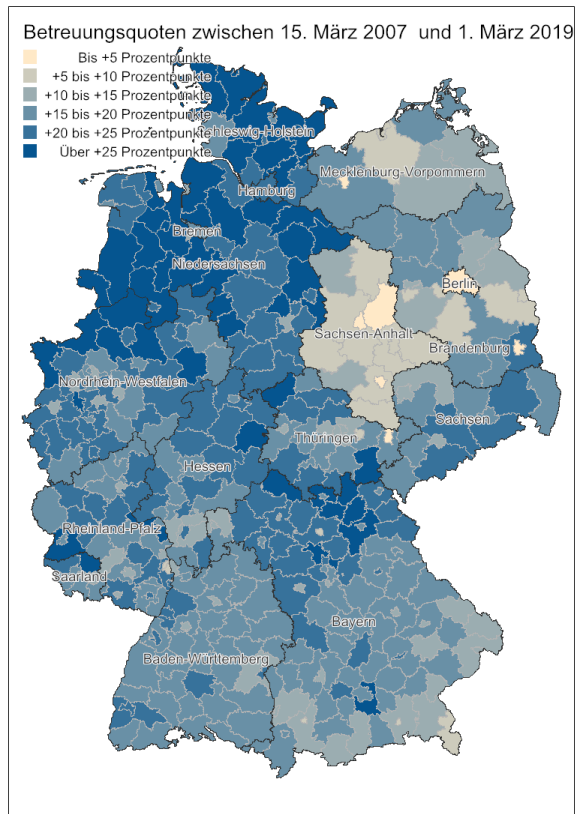 Betreuungsquoten zwischen 15. März 2007 und 1. März 2019
Bis +5 Prozentpunkte
+5 bis +10 Prozentpunkte
+10 bis +15 Prozentpunkte
+15 bis +20 Prozentpunkte
+20 bis +25 Prozentpunkte
Über +25 Prozentpunkte
Schleswig-Holstein
Mecklenburg-Vorpommern
Hamburg
Bremen
Niedersachsen
Berlin
Sachsen-Anhalt
Brandenburg
Nordrhein-Westfalen
Sachsen
Thüringen
Hessen
Rheinland-Pfalz
Saarland
Bayern
Baden-Württemberg